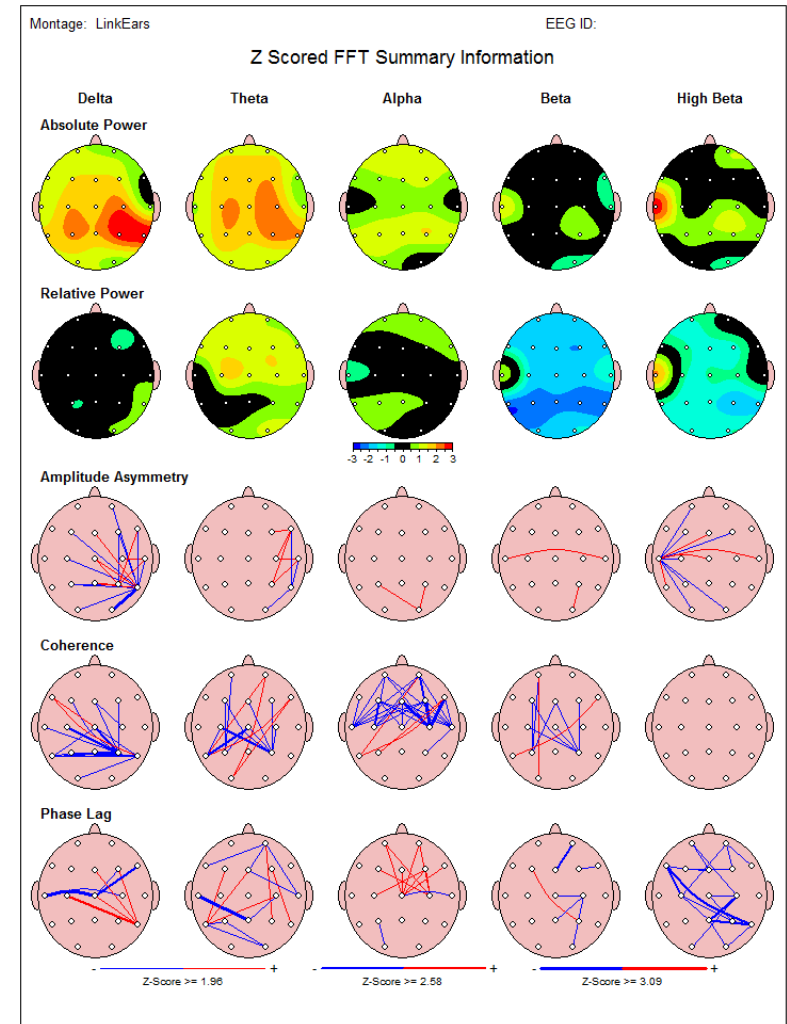 Montage: LinkEars EEG ID:
Z Scored FFT Summary Information
Delta Theta Alpha Beta High Beta
Absolute Power
Relative Power
-3 -2 -1 0 1 2 3
Amplitude Asymmetry
Coherence
Phase Lag
- + - + - +
Z-Score >= 1.96 Z-Score >= 2.58 Z-Score >= 3.09